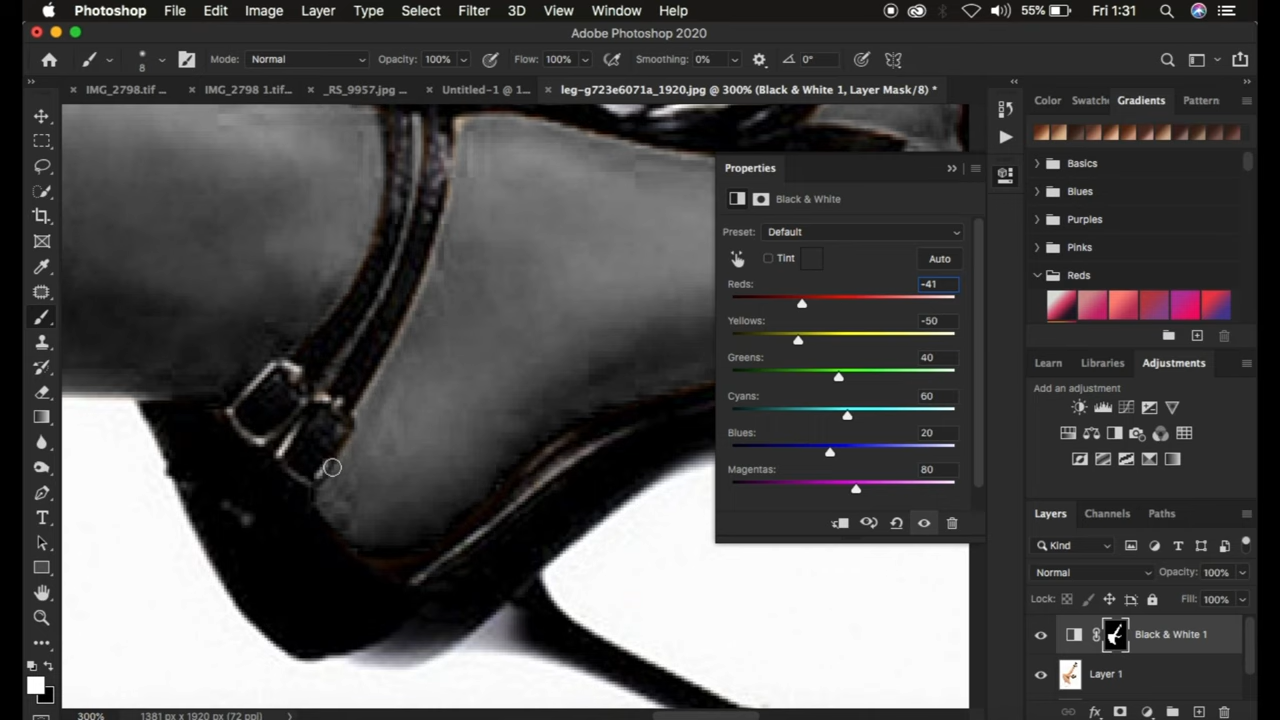 Photoshop File Edit Image Layer Type Select Filter 3D View Window Help 55% Fri 1:31
Adobe Photoshop 2020
8 Mode: Normal Opacity: 100% Flow: 100% Smoothing: 0% 0°
IMG_2798.tif ... IMG_2798 1.tif... _RS_9957.jpg ... Untitled-1 @ 1... leg-g723e6071a_1920.jpg @ 300% (Black & White 1, Layer Mask/8) *
Color Swatch Gradients Pattern
Basics
Blues
Purples
Pinks
Reds
Properties
Black & White
Preset: Default
Tint Auto
Reds: -41
Yellows: -50
Greens: 40
Cyans: 60
Blues: 20
Magentas: 80
Learn Libraries Adjustments
Add an adjustment
Layers Channels Paths
Kind
Normal Opacity: 100%
Lock: Fill: 100%
Black & White 1
Layer 1
fx
300% 1381 px x 1920 px (72 ppi)